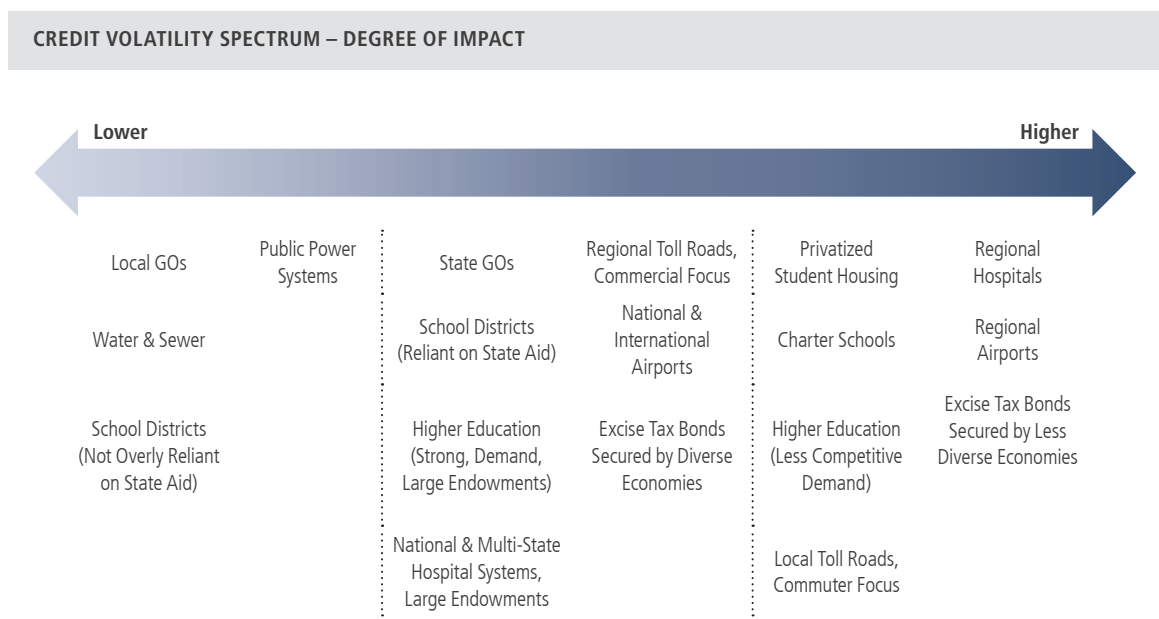 CREDIT VOLATILITY SPECTRUM – DEGREE OF IMPACT
Lower
Higher
Local GOs
Public Power
Systems
State GOs
Regional Toll Roads,
Commercial Focus
Privatized
Student Housing
Regional
Hospitals
Water & Sewer
School Districts
(Reliant on State Aid)
National &
International
Airports
Charter Schools
Regional
Airports
School Districts
(Not Overly Reliant
on State Aid)
Higher Education
(Strong, Demand,
Large Endowments)
Excise Tax Bonds
Secured by Diverse
Economies
Higher Education
(Less Competitive
Demand)
Excise Tax Bonds
Secured by Less
Diverse Economies
National & Multi-State
Hospital Systems,
Large Endowments
Local Toll Roads,
Commuter Focus